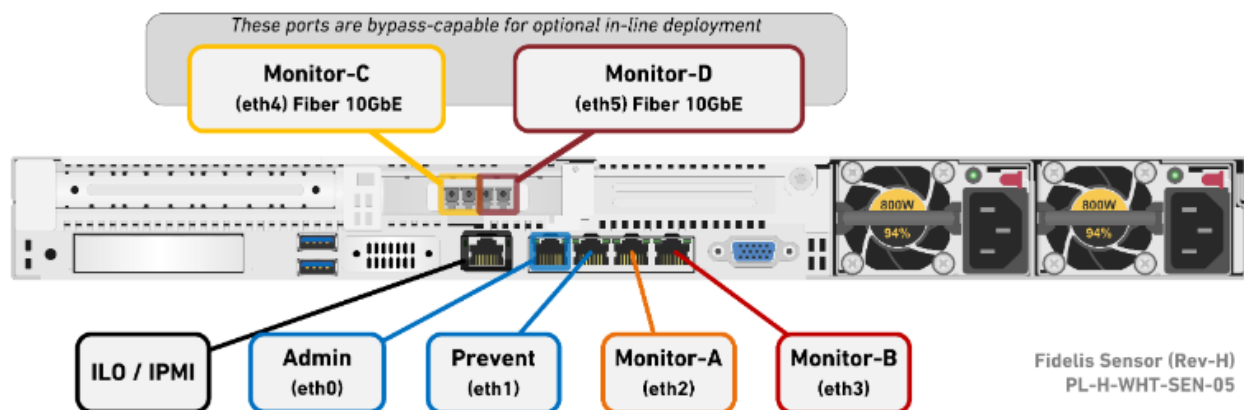 These ports are bypass-capable for optional in-line deployment
Monitor-C
(eth4) Fiber 10GbE
Monitor-D
(eth5) Fiber 10GbE
800W
94%
800W
94%
ILO / IPMI
Admin
(eth0)
Prevent
(eth1)
Monitor-A
(eth2)
Monitor-B
(eth3)
Fidelis Sensor (Rev-H)
PL-H-WHT-SEN-05